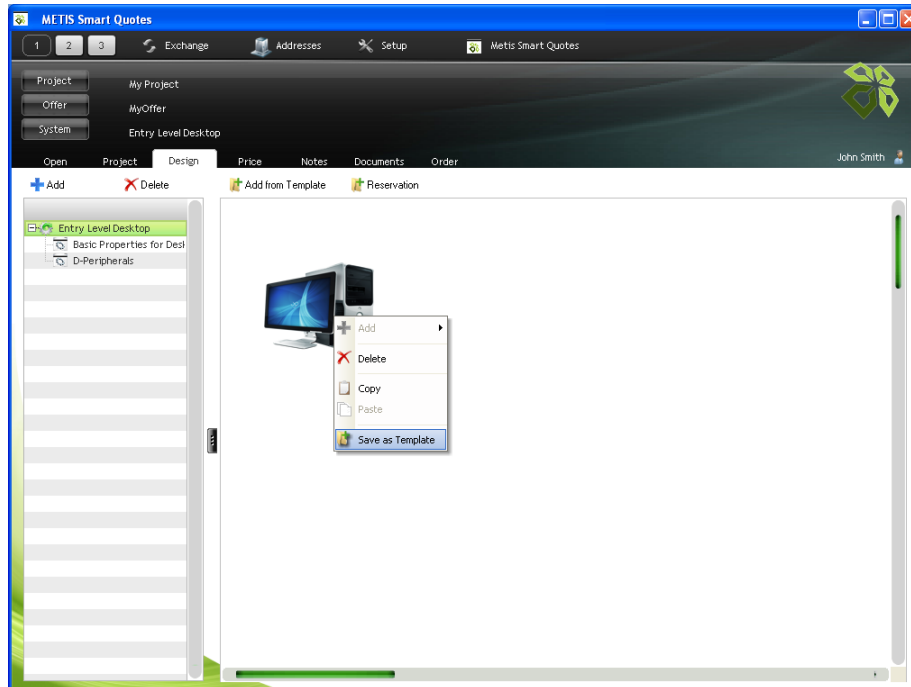 METIS Smart Quotes
1 2 3 Exchange Addresses Setup Metis Smart Quotes
Project My Project
Offer MyOffer
System Entry Level Desktop
Open Project Design Price Notes Documents Order John Smith
Add Delete Add from Template Reservation
Entry Level Desktop
Basic Properties for Desk
D-Peripherals
Add
Delete
Copy
Paste
Save as Template